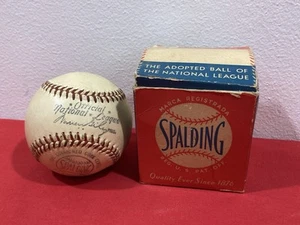 Official
National League
THE ADOPTED BALL OF
THE NATIONAL LEAGUE
MARCA REGISTRADA
SPALDING
Quality Ever Since 1876